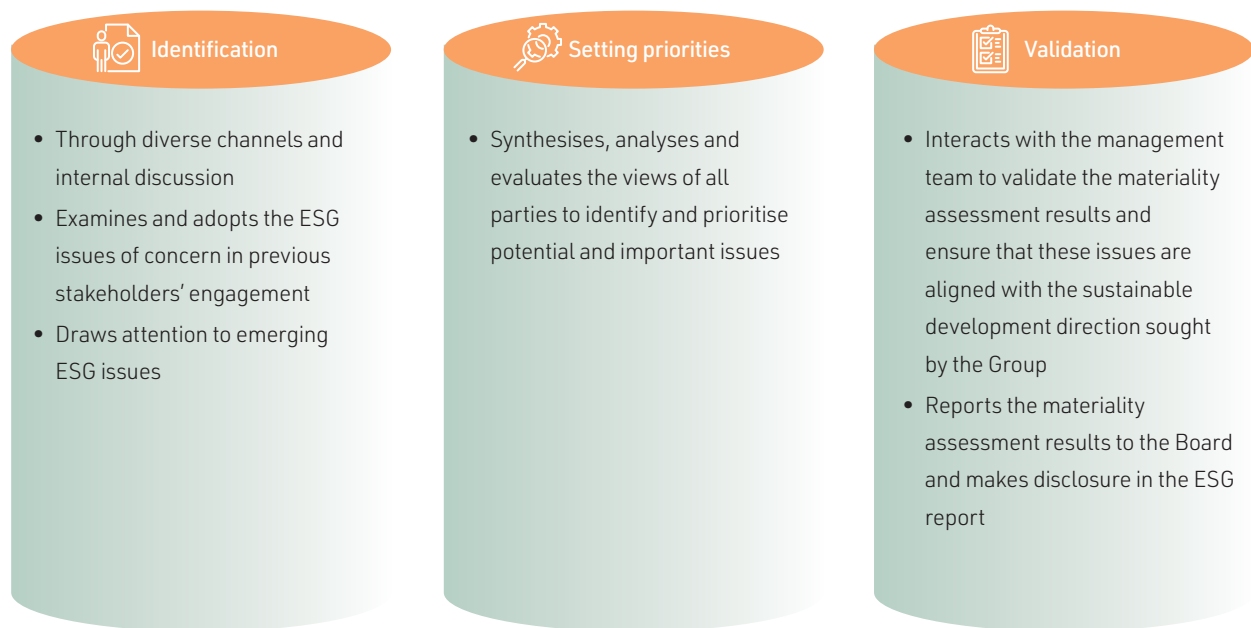 Identification
• Through diverse channels and
internal discussion
• Examines and adopts the ESG
issues of concern in previous
stakeholders’ engagement
• Draws attention to emerging
ESG issues
Setting priorities
• Synthesises, analyses and
evaluates the views of all
parties to identify and prioritise
potential and important issues
Validation
• Interacts with the management
team to validate the materiality
assessment results and
ensure that these issues are
aligned with the sustainable
development direction sought
by the Group
• Reports the materiality
assessment results to the Board
and makes disclosure in the ESG
report